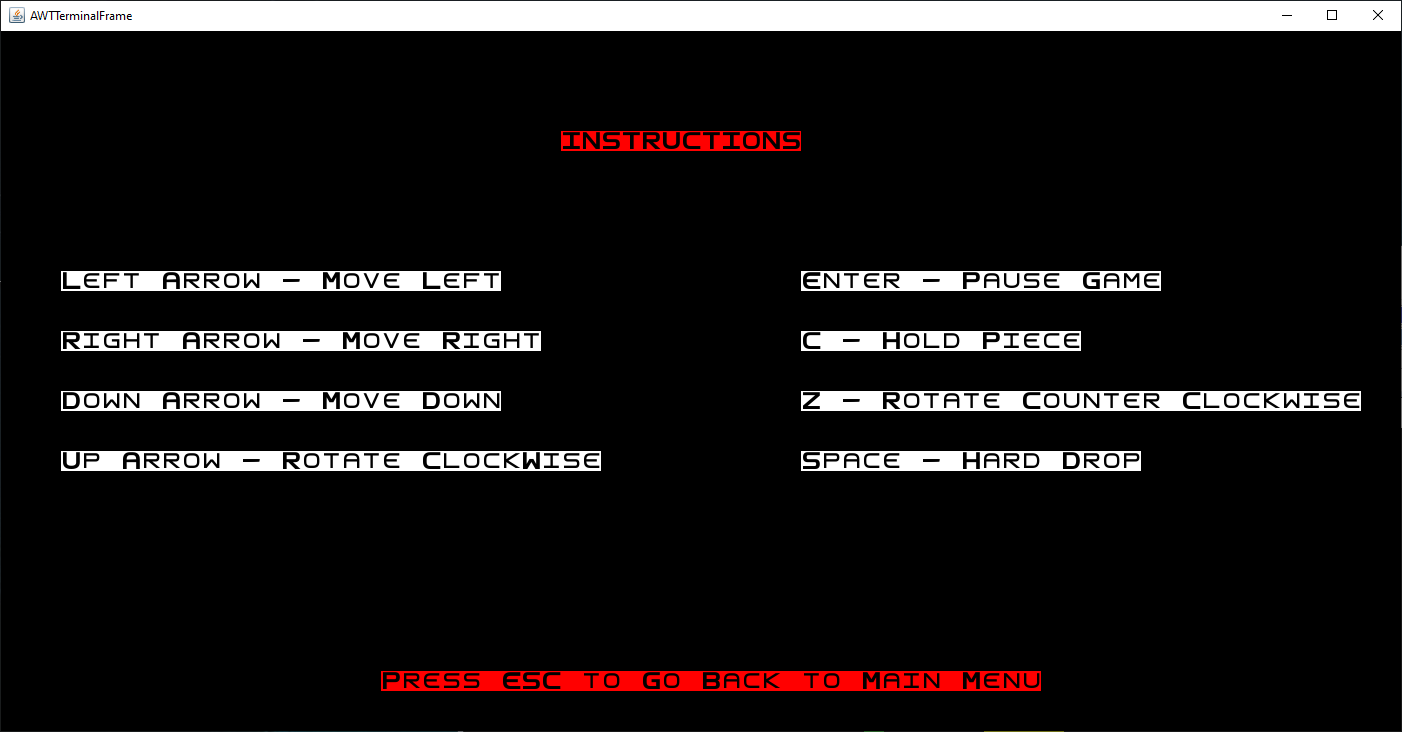 AWTTerminalFrame
INSTRUCTIONS
Left Arrow - Move Left
Right Arrow - Move Right
Down Arrow - Move Down
Up Arrow - Rotate ClockWise
Enter - Pause Game
C - Hold Piece
Z - Rotate Counter Clockwise
Space - Hard Drop
Press ESC to Go Back to Main Menu